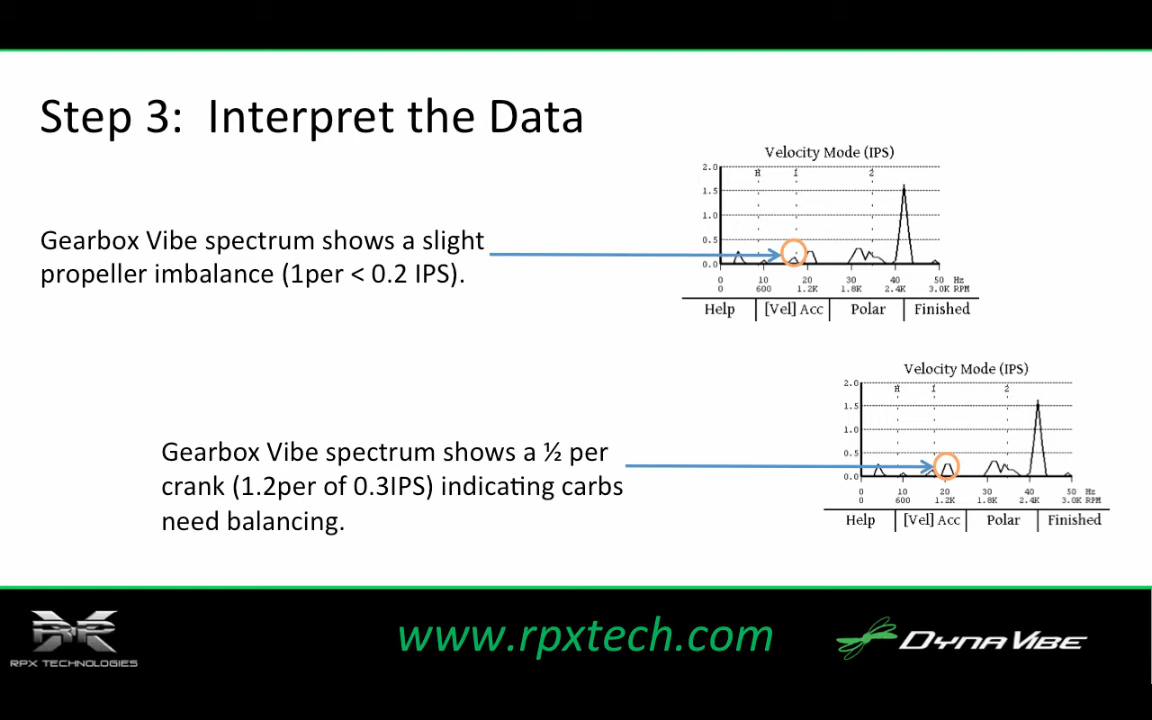 Step 3:  Interpret the Data
Velocity Mode (IPS)
2.0
1.5
1.0
0.5
0.0
H 1 2
0 10 20 30 40 50 Hz
0 600 1.2K 1.8K 2.4K 3.0K RPM
Help [Vel] Acc Polar Finished
Gearbox Vibe spectrum shows a slight
propeller imbalance (1per < 0.2 IPS).
Velocity Mode (IPS)
2.0
1.5
1.0
0.5
0.0
H 1 2
0 10 20 30 40 50 Hz
0 600 1.2K 1.8K 2.4K 3.0K RPM
Help [Vel] Acc Polar Finished
Gearbox Vibe spectrum shows a ½ per
crank (1.2per of 0.3IPS) indicating carbs
need balancing.
RPX TECHNOLOGIES
www.rpxtech.com
DYNAVIBE